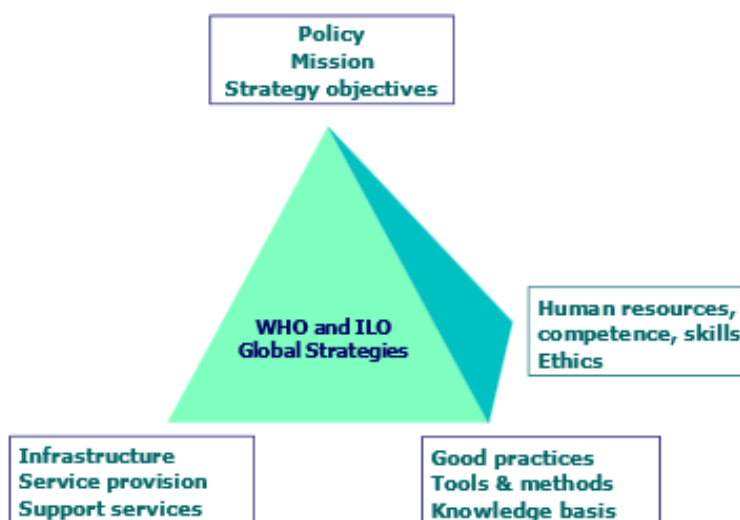 Policy
Mission
Strategy objectives
WHO and ILO
Global Strategies
Human resources,
competence, skills
Ethics
Infrastructure
Service provision
Support services
Good practices
Tools & methods
Knowledge basis